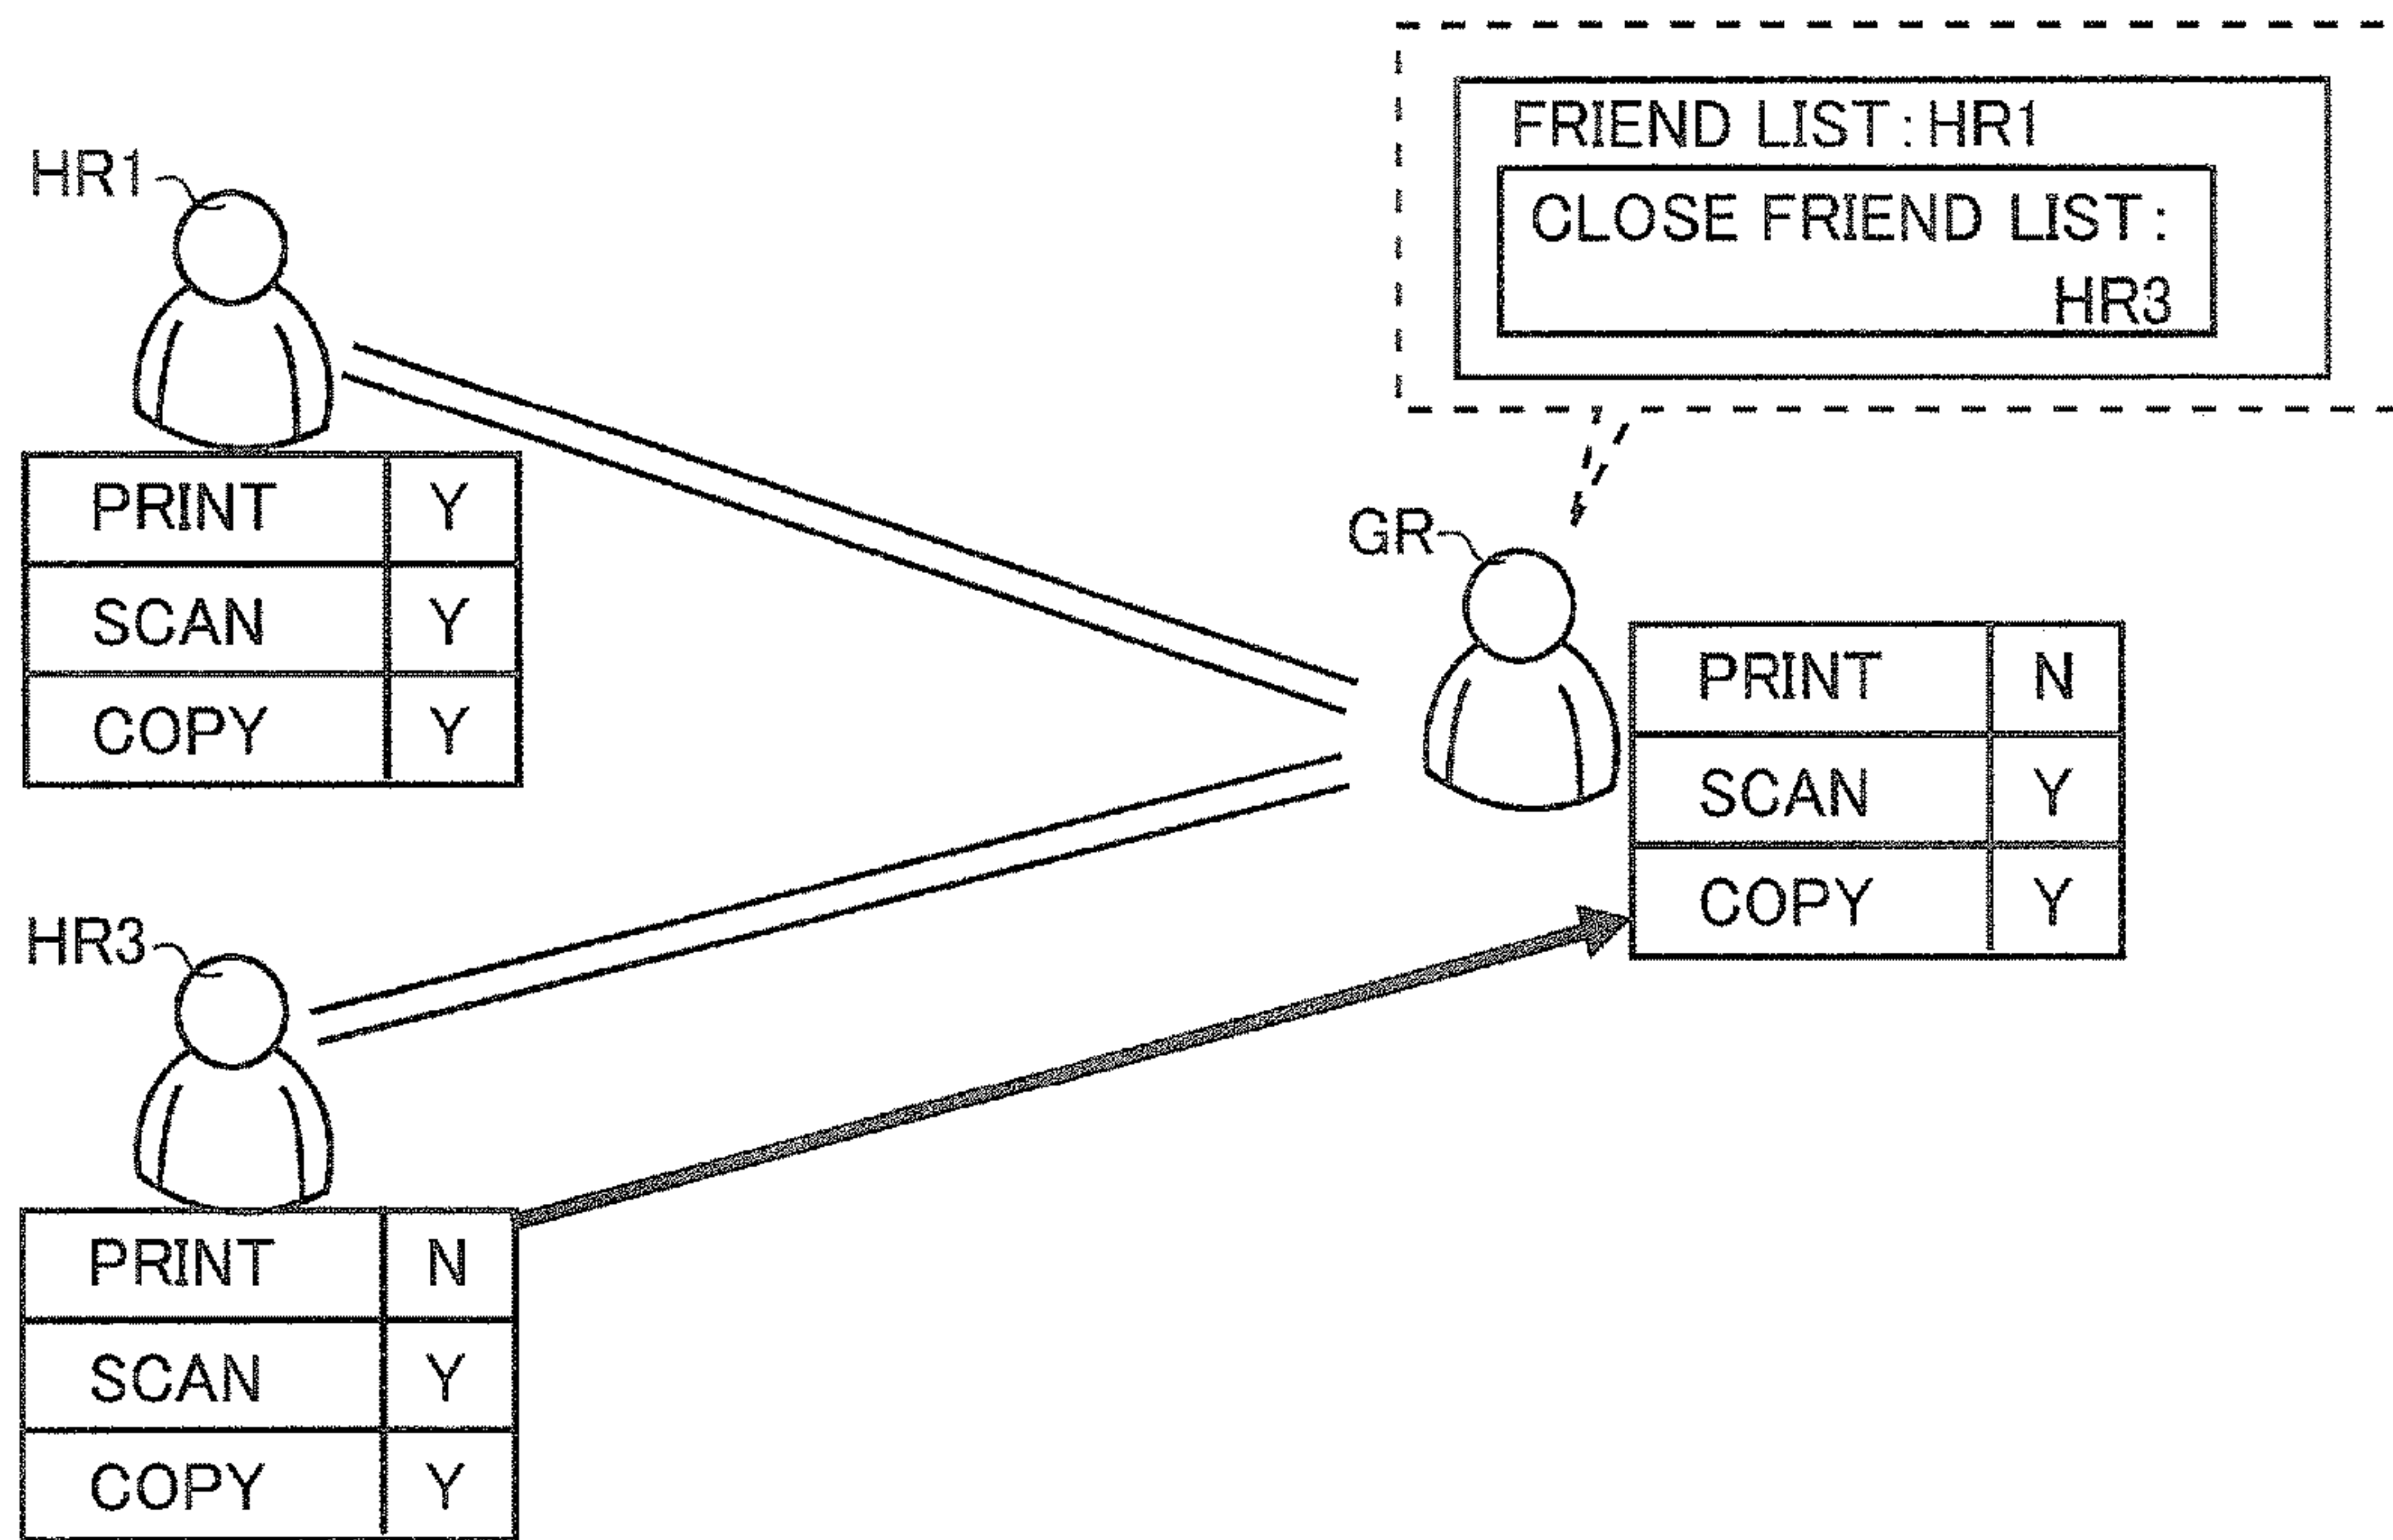 FRIEND LIST : HR1
CLOSE FRIEND LIST :
HR3
HR1
PRINT Y
SCAN Y
COPY Y
GR
PRINT N
SCAN Y
COPY Y
HR3
PRINT N
SCAN Y
COPY Y